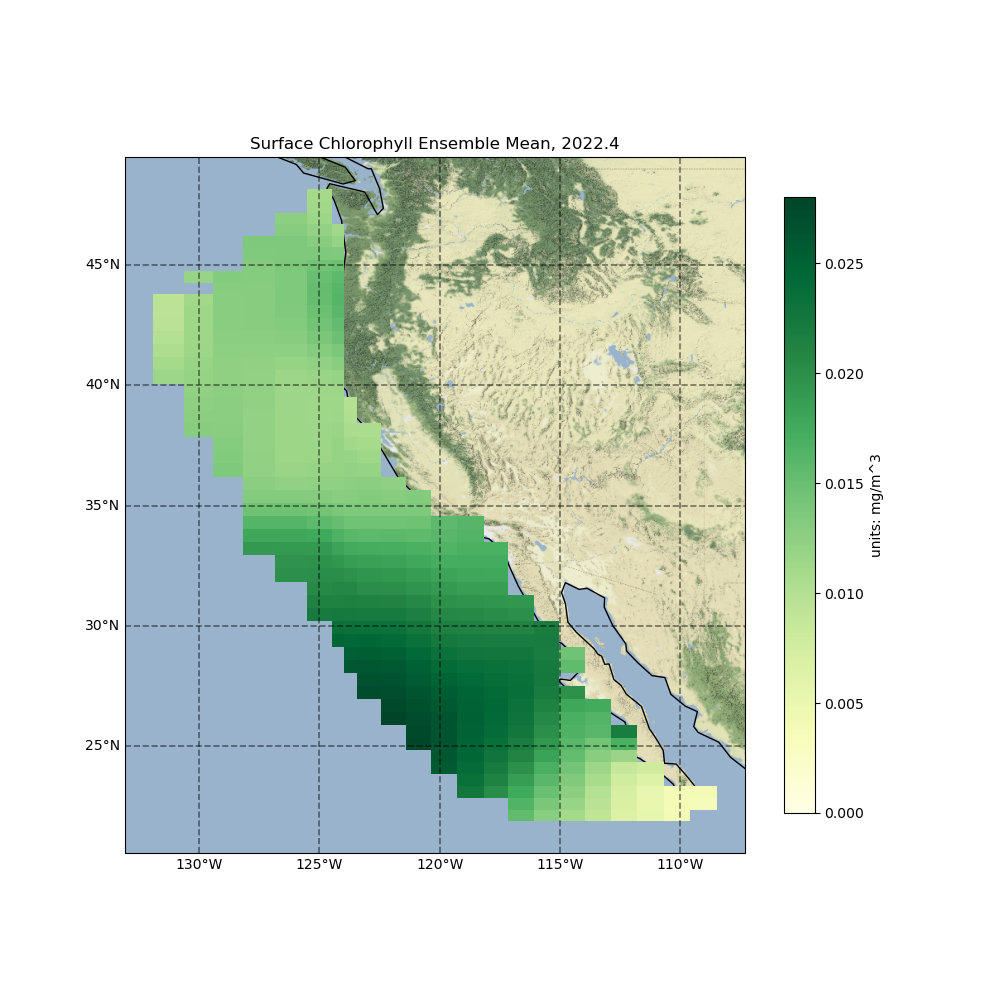 Surface Chlorophyll Ensemble Mean, 2022.4
45°N
40°N
35°N
30°N
25°N
130°W
125°W
120°W
115°W
110°W
0.025
0.020
0.015
0.010
0.005
0.000
units: mg/m^3